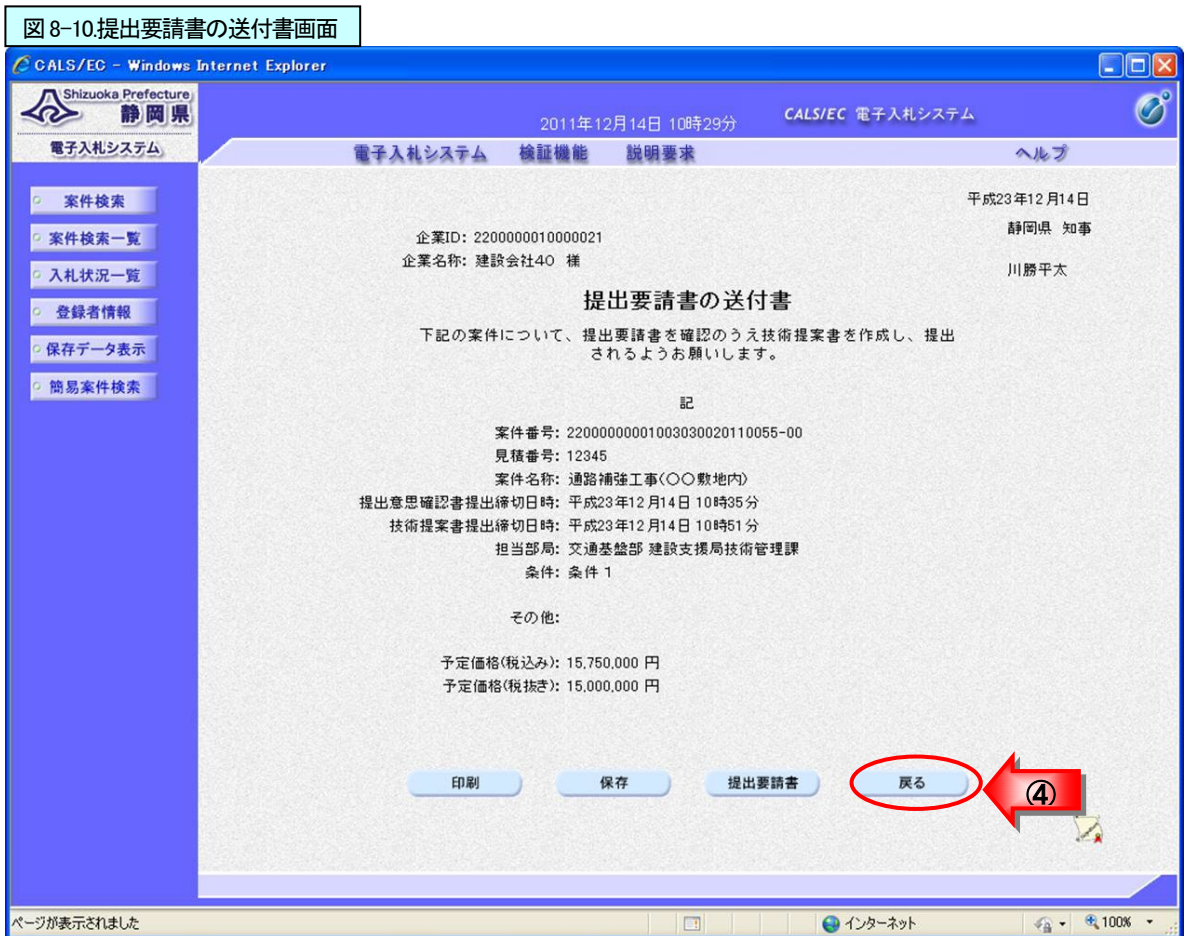 図 8-10.提出要請書の送付書画面
CALS/EC - Windows Internet Explorer
Shizuoka Prefecture
静岡県
電子入札システム
2011年12月14日 10時29分
CALS/EC 電子入札システム
電子入札システム 検証機能 説明要求 ヘルプ
案件検索
案件検索一覧
入札状況一覧
登録者情報
保存データ表示
簡易案件検索
平成23年12月14日
静岡県 知事
川勝平太
企業ID: 2200000010000021
企業名称: 建設会社40 様
提出要請書の送付書
下記の案件について、提出要請書を確認のうえ技術提案書を作成し、提出
されるようお願いします。
記
案件番号: 2200000000100303002011​0055-00
見積番号: 12345
案件名称: 通路補強工事(〇〇敷地内)
提出意思確認書提出締切日時: 平成23年12月14日 10時35分
技術提案書提出締切日時: 平成23年12月14日 10時51分
担当部局: 交通基盤部 建設支援局技術管理課
条件: 条件 1
その他:
予定価格(税込み): 15,750,000 円
予定価格(税抜き): 15,000,000 円
印刷 保存 提出要請書 戻る
④
ページが表示されました インターネット 100%